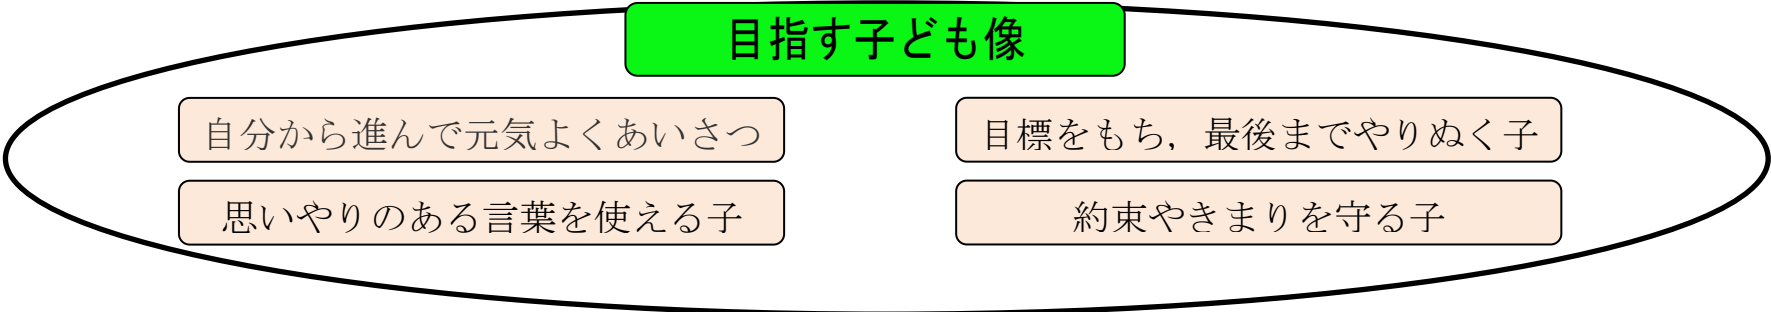 目指す子ども像
自分から進んで元気よくあいさつ
目標をもち，最後までやりぬく子
思いやりのある言葉を使える子
約束やきまりを守る子